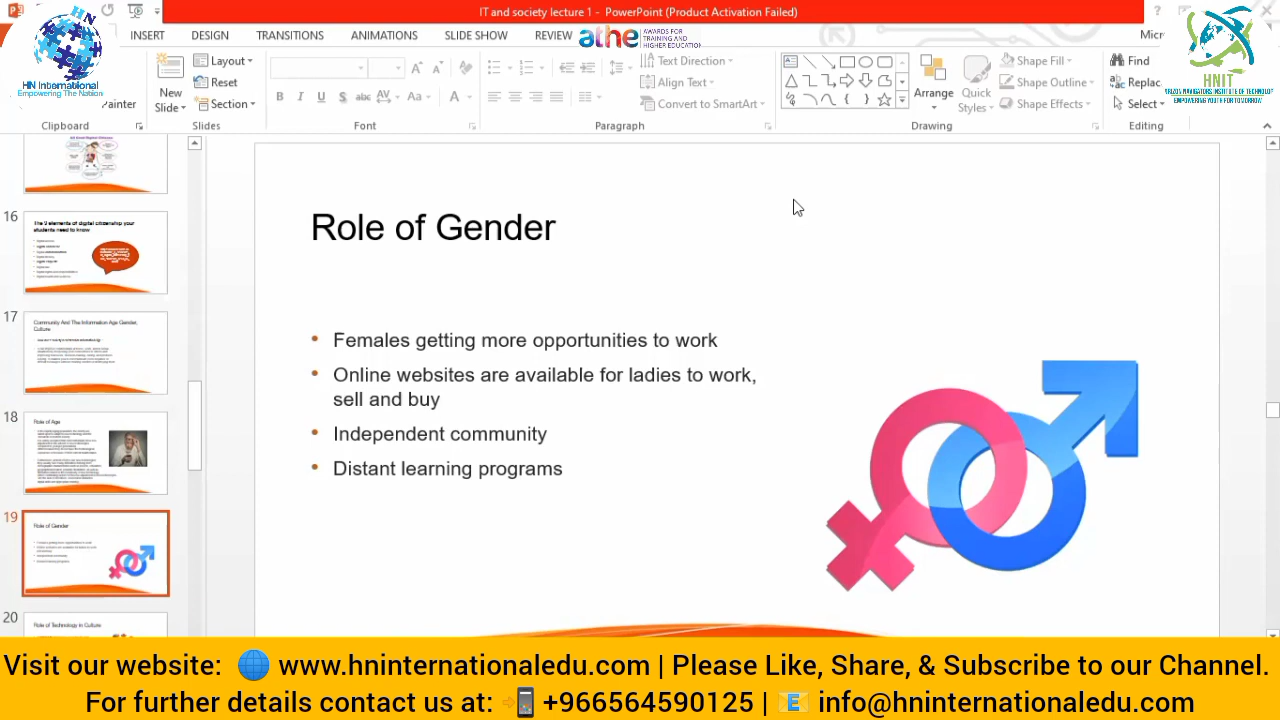 IT and society lecture 1 - PowerPoint (Product Activation Failed)
HN International
Empowering The Nation
INSERT
DESIGN
TRANSITIONS
ANIMATIONS
SLIDE SHOW
REVIEW
athe
AWARDS FOR
TRAINING AND
HIGHER EDUCATION
Micr
HNIT
EMPOWERING YOUTH FOR TOMORROW
Painter
Clipboard
New
Slide
Layout
Reset
Section
Slides
Font
Text Direction
Align Text
Convert to SmartArt
Paragraph
Arrange
Quick
Styles
Shape Fill
Shape Outline
Shape Effects
Drawing
Find
Replac
Select
Editing
16
The 9 elements of digital citizenship your
students need to know
17
Community And The Information Age Gender,
Culture
18
Role of Age
19
Role of Gender
20
Role of Technology in Culture
Role of Gender
• Females getting more opportunities to work
• Online websites are available for ladies to work,
sell and buy
• Independent community
• Distant learning programs
Visit our website: 🌐 www.hninternationaledu.com | Please Like, Share, & Subscribe to our Channel.
For further details contact us at: 📲 +966564590125 | 📧 info@hninternationaledu.com